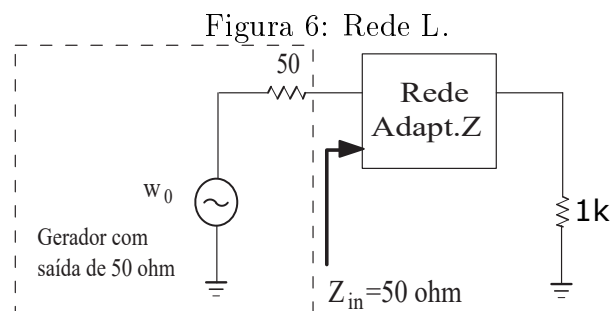 Figura 6: Rede L.
50
Rede
Adapt.Z
w0
1k
Gerador com
saída de 50 ohm
Zin=50 ohm